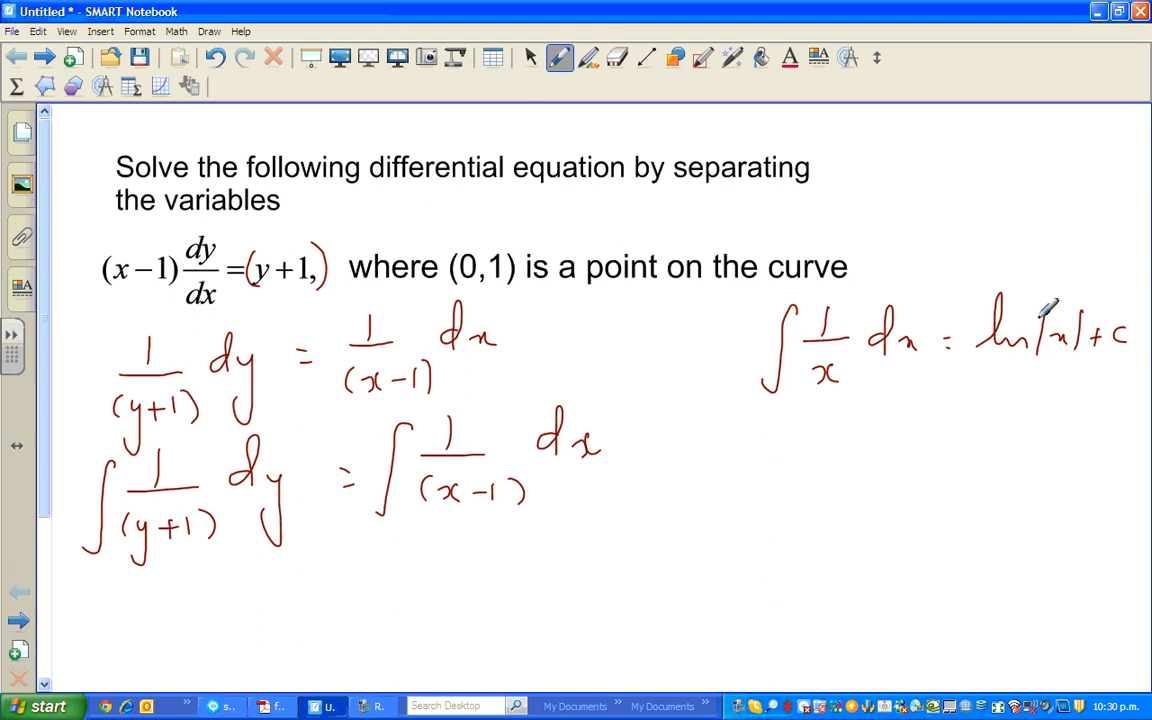 Untitled * - SMART Notebook
File Edit View Insert Format Math Draw Help
Solve the following differential equation by separating
the variables
(x-1) dy/dx = (y+1,) where (0,1) is a point on the curve
1/(y+1) dy = 1/(x-1) dx
∫ 1/x dx = ln|x| + c
∫ 1/(y+1) dy = ∫ 1/(x-1) dx
start s.. f.. U. R. Search Desktop My Documents » My Documents » 10:30 p.m.